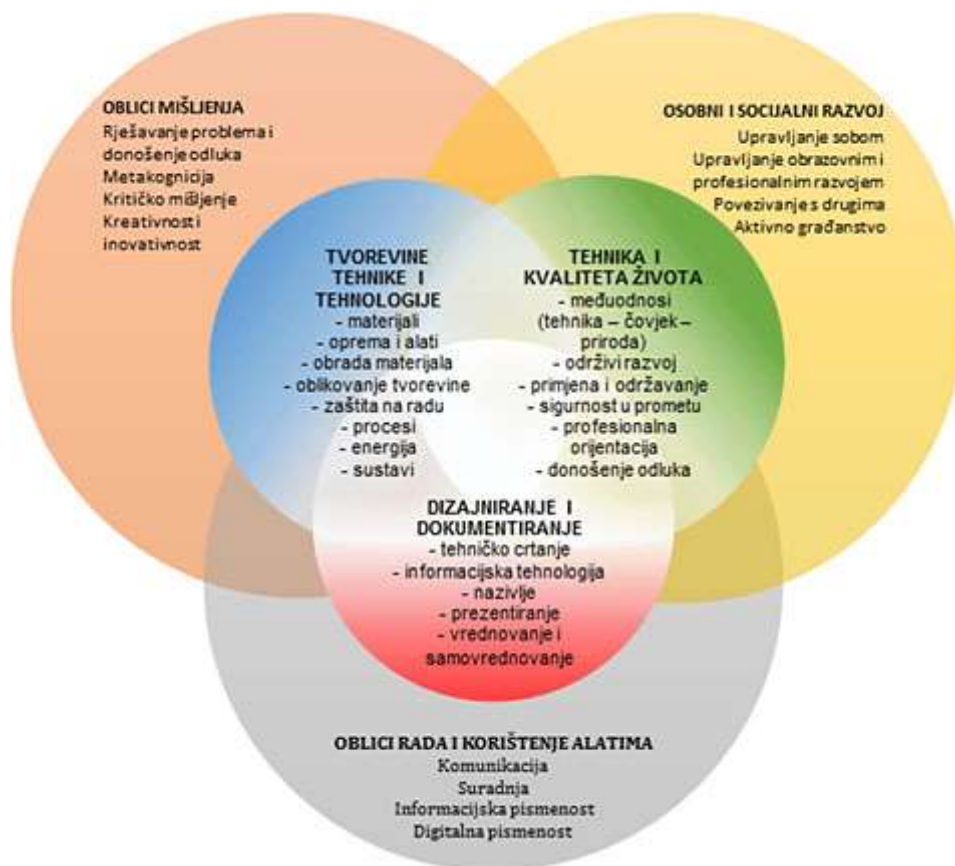 OBLICI MIŠLJENJA
Rješavanje problema i
donošenje odluka
Metakognicija
Kritičko mišljenje
Kreativnost i
inovativnost
OSOBNI I SOCIJALNI RAZVOJ
Upravljanje sobom
Upravljanje obrazovnim i
profesionalnim razvojem
Povezivanje s drugima
Aktivno građanstvo
TVOREVINE
TEHNIKE I
TEHNOLOGIJE
- materijali
- oprema i alati
- obrada materijala
- oblikovanje tvorevine
- zaštita na radu
- procesi
- energija
- sustavi
TEHNIKA I
KVALITETA ŽIVOTA
- međuodnosi
(tehnika – čovjek –
priroda)
- održivi razvoj
- primjena i održavanje
- sigurnost u prometu
- profesionalna
orijentacija
- donošenje odluka
DIZAJNIRANJE I
DOKUMENTIRANJE
- tehničko crtanje
- informacijska tehnologija
- nazivlje
- prezentiranje
- vrednovanje i
samovrednovanje
OBLICI RADA I KORIŠTENJE ALATIMA
Komunikacija
Suradnja
Informacijska pismenost
Digitalna pismenost